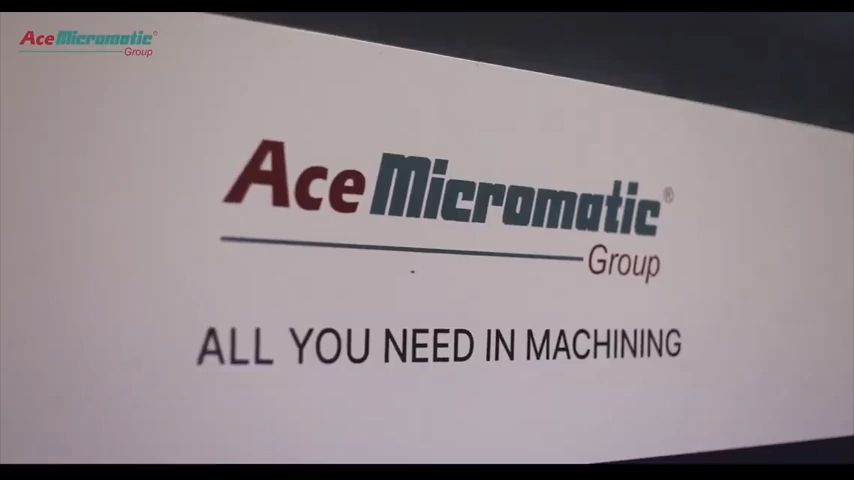 AceMicromatic®
Group
AceMicromatic®
Group
ALL YOU NEED IN MACHINING